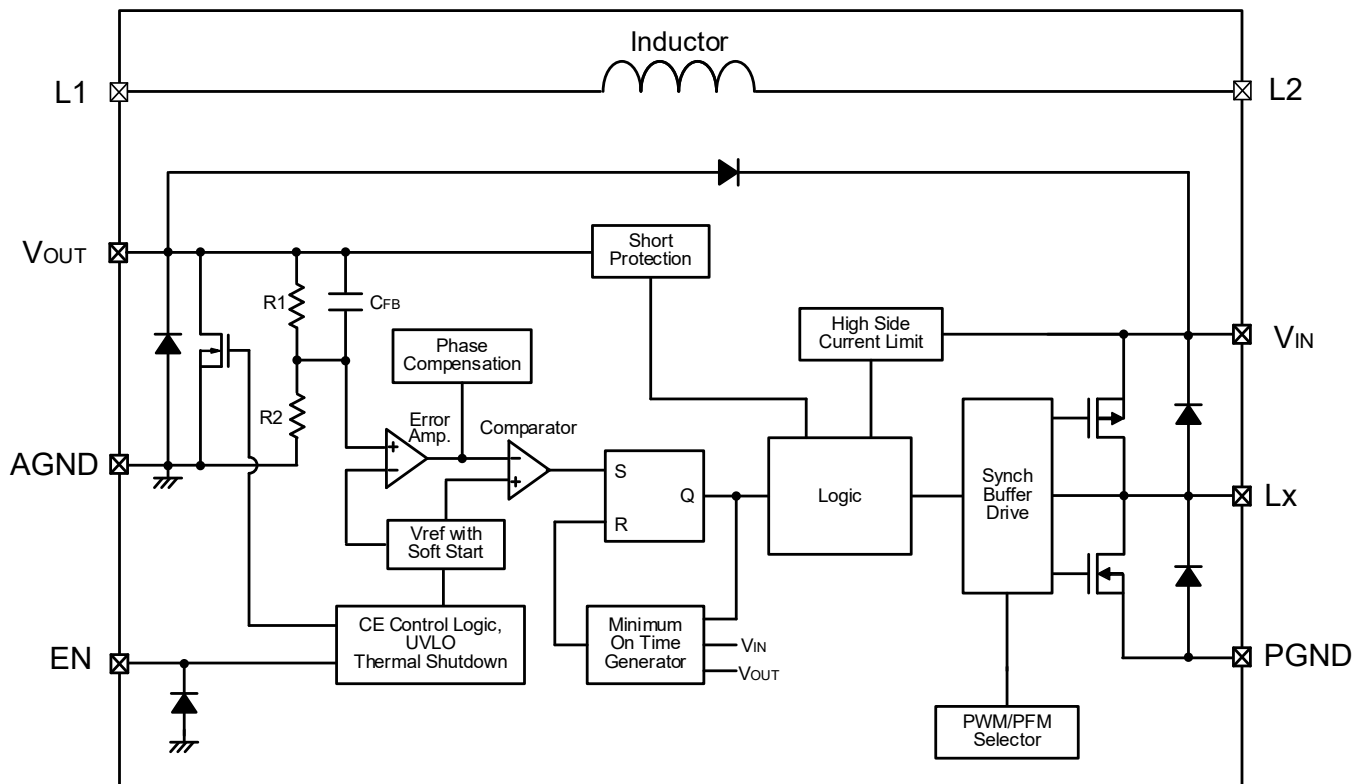 Inductor
L1
L2
VOUT
Short
Protection
R1
CFB
High Side
Current Limit
VIN
Phase
Compensation
R2
Error
Amp.
Comparator
AGND
+
−
−
+
S
Q
R
Logic
Synch
Buffer
Drive
Lx
Vref with
Soft Start
CE Control Logic,
UVLO
Thermal Shutdown
Minimum
On Time
Generator
VIN
VOUT
EN
PGND
PWM/PFM
Selector